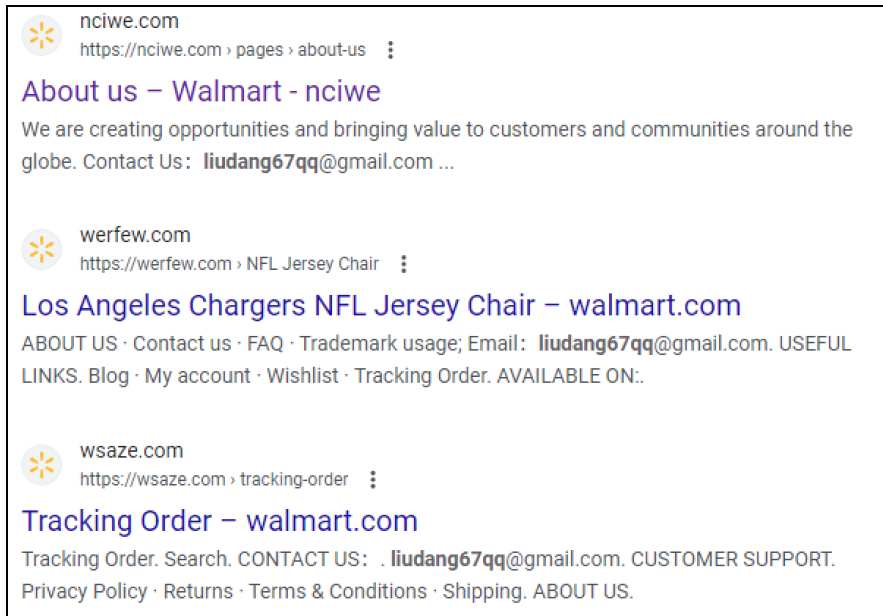 nciwe.com
https://nciwe.com › pages › about-us
About us – Walmart - nciwe
We are creating opportunities and bringing value to customers and communities around the
globe. Contact Us：liudang67qq@gmail.com ...
werfew.com
https://werfew.com › NFL Jersey Chair
Los Angeles Chargers NFL Jersey Chair – walmart.com
ABOUT US · Contact us · FAQ · Trademark usage; Email：liudang67qq@gmail.com. USEFUL
LINKS. Blog · My account · Wishlist · Tracking Order. AVAILABLE ON:.
wsaze.com
https://wsaze.com › tracking-order
Tracking Order – walmart.com
Tracking Order. Search. CONTACT US：. liudang67qq@gmail.com. CUSTOMER SUPPORT.
Privacy Policy · Returns · Terms & Conditions · Shipping. ABOUT US.